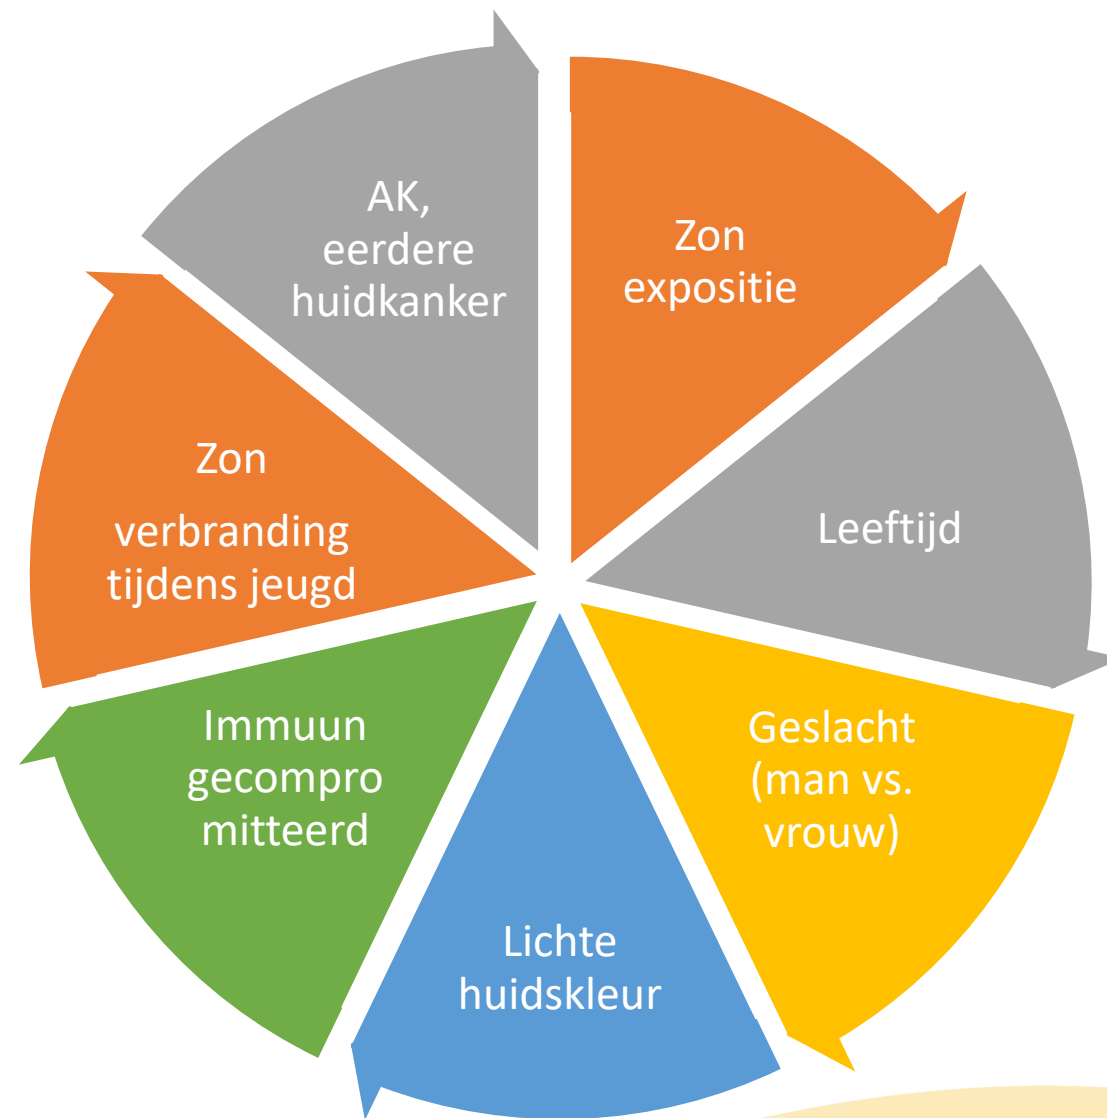 Zon
expositie
Leeftijd
Geslacht
(man vs.
vrouw)
Lichte
huidskleur
Immuun
gecompro
mitteerd
Zon
verbranding
tijdens jeugd
AK,
eerdere
huidkanker